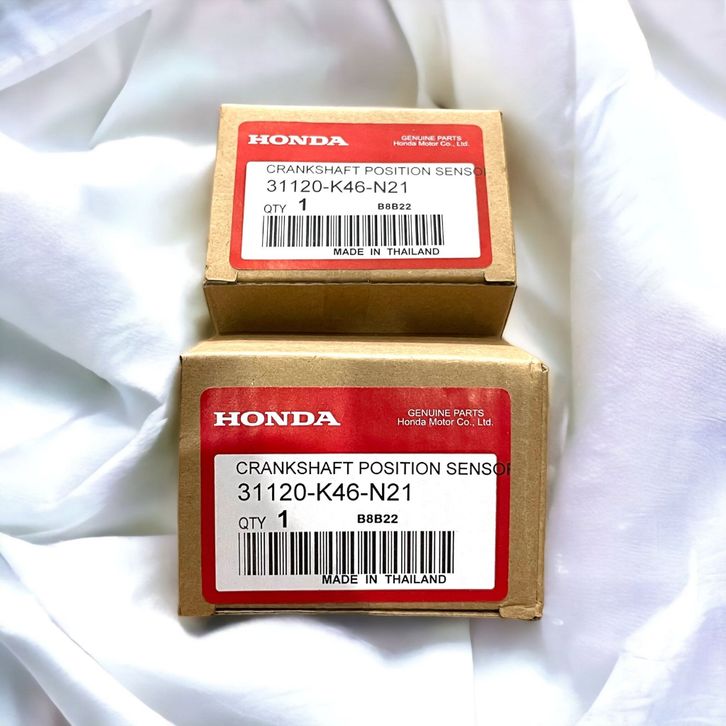 HONDA
GENUINE PARTS
Honda Motor Co., Ltd.
CRANKSHAFT POSITION SENSOR
31120-K46-N21
QTY 1 B8B22
MADE IN THAILAND
HONDA
GENUINE PARTS
Honda Motor Co., Ltd.
CRANKSHAFT POSITION SENSOR
31120-K46-N21
QTY 1 B8B22
MADE IN THAILAND